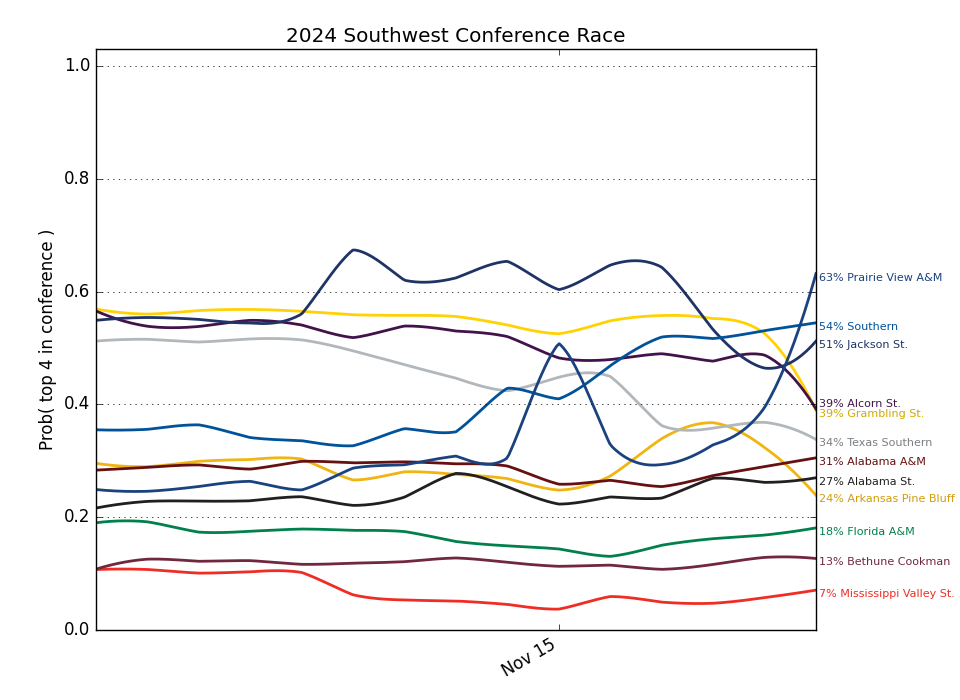 2024 Southwest Conference Race
Prob( top 4 in conference )
1.0
0.8
0.6
0.4
0.2
0.0
Nov 15
63% Prairie View A&M
54% Southern
51% Jackson St.
39% Alcorn St.
39% Grambling St.
34% Texas Southern
31% Alabama A&M
27% Alabama St.
24% Arkansas Pine Bluff
18% Florida A&M
13% Bethune Cookman
7% Mississippi Valley St.